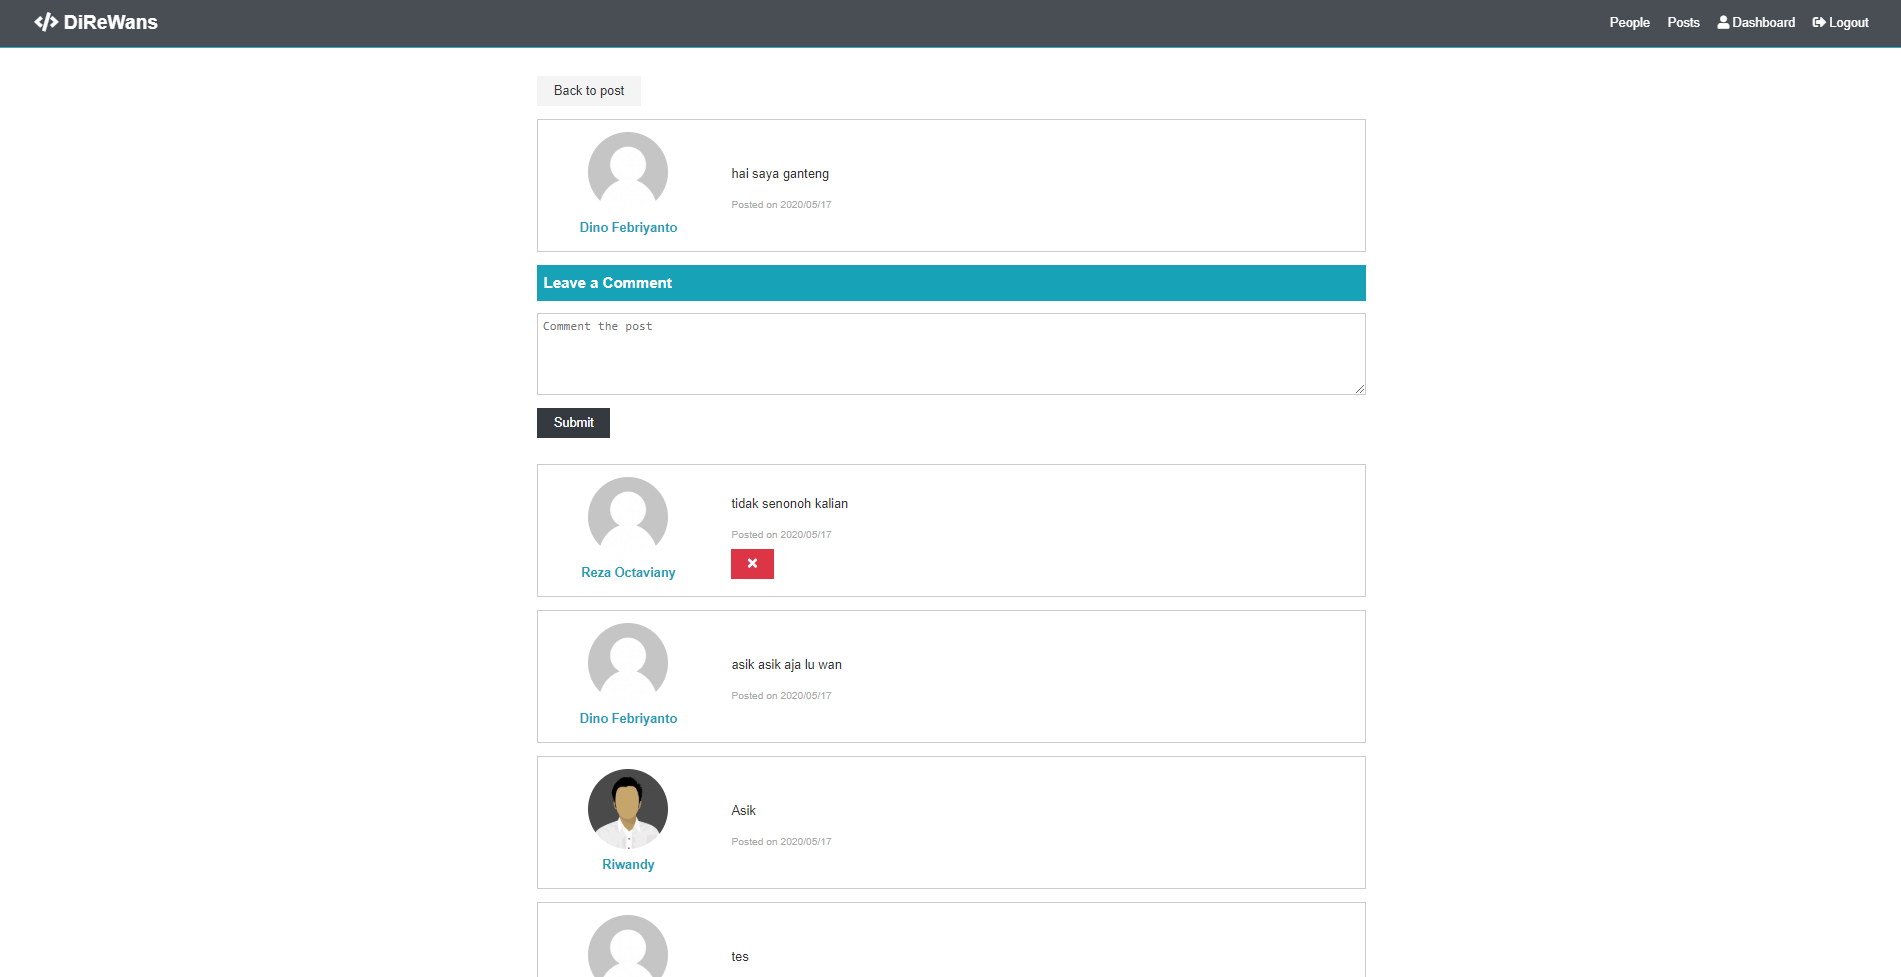 DiReWans
People Posts Dashboard Logout
Back to post
hai saya ganteng
Posted on 2020/05/17
Dino Febriyanto
Leave a Comment
Comment the post
Submit
tidak senonoh kalian
Posted on 2020/05/17
Reza Octaviany
asik asik aja lu wan
Posted on 2020/05/17
Dino Febriyanto
Asik
Posted on 2020/05/17
Riwandy
tes